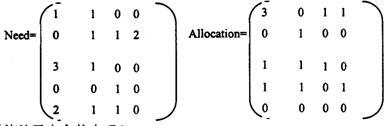 1 1 0 0 3 0 1 1
Need= 0 1 1 2 Allocation= 0 1 0 0
3 1 0 0 1 1 1 0
0 0 1 0 1 1 0 1
2 1 1 0 0 0 0 0